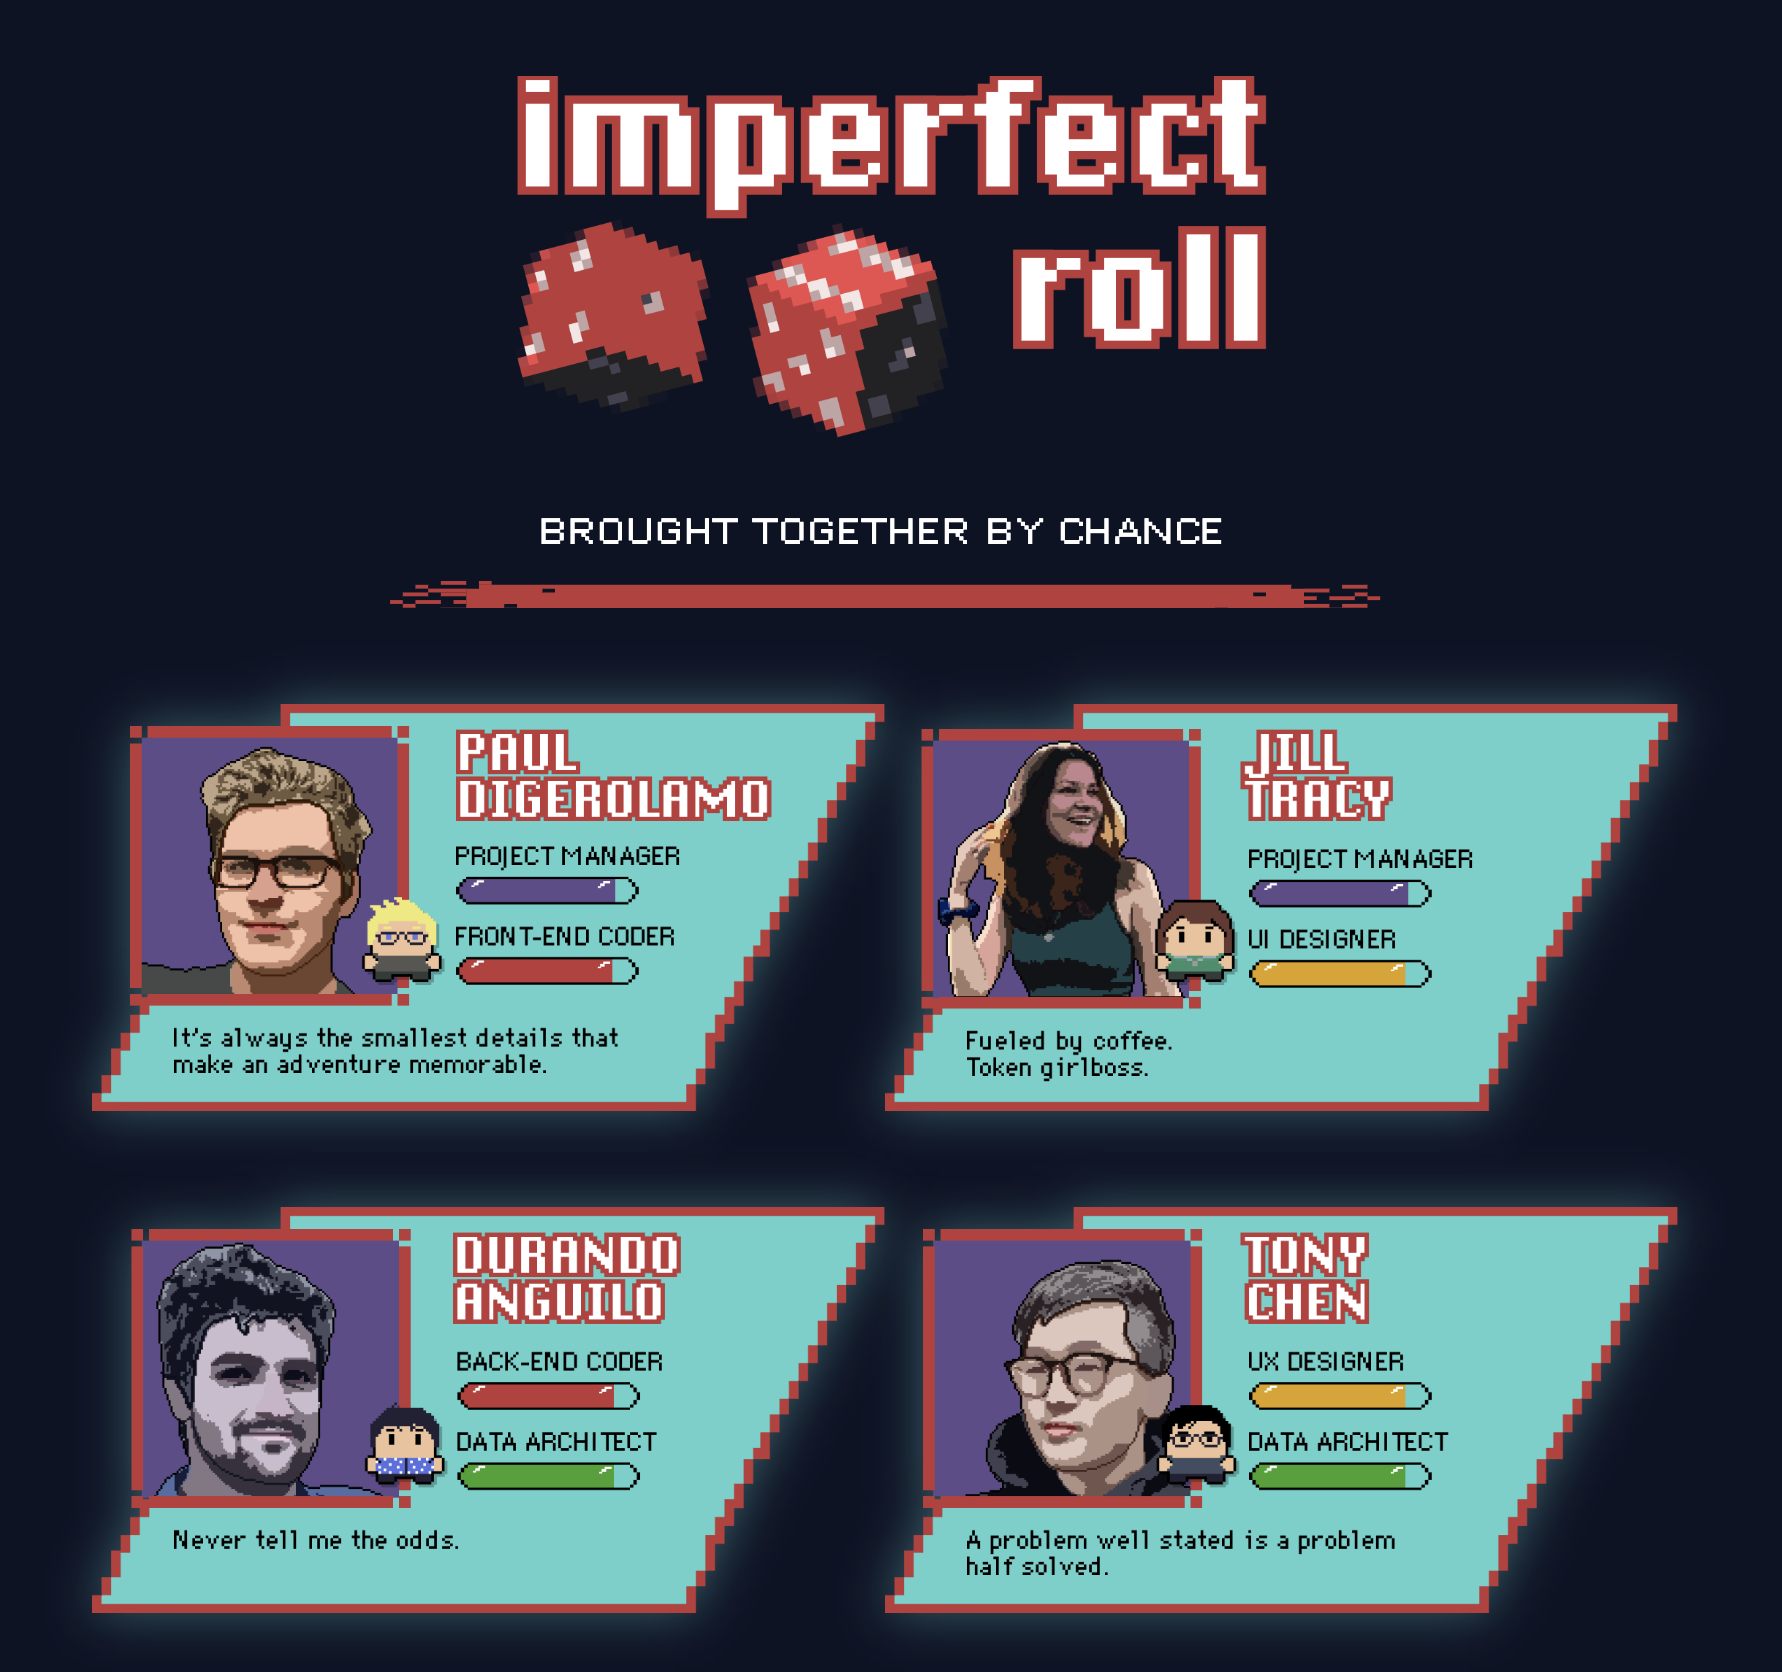 imperfect
roll
BROUGHT TOGETHER BY CHANCE
PAUL
DIGEROLAMO
PROJECT MANAGER
FRONT-END CODER
It's always the smallest details that
make an adventure memorable.
JILL
TRACY
PROJECT MANAGER
UI DESIGNER
Fueled by coffee.
Token girlboss.
DURANDO
ANGUILO
BACK-END CODER
DATA ARCHITECT
Never tell me the odds.
TONY
CHEN
UX DESIGNER
DATA ARCHITECT
A problem well stated is a problem
half solved.